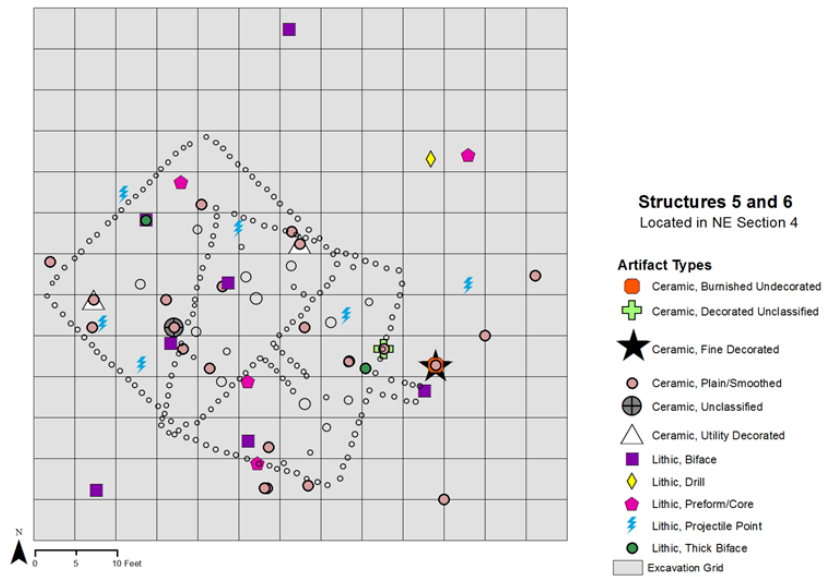 Structures 5 and 6
Located in NE Section 4
Artifact Types
Ceramic, Burnished Undecorated
Ceramic, Decorated Unclassified
Ceramic, Fine Decorated
Ceramic, Plain/Smoothed
Ceramic, Unclassified
Ceramic, Utility Decorated
Lithic, Biface
Lithic, Drill
Lithic, Preform/Core
Lithic, Projectile Point
Lithic, Thick Biface
Excavation Grid
N
0 5 10 Feet